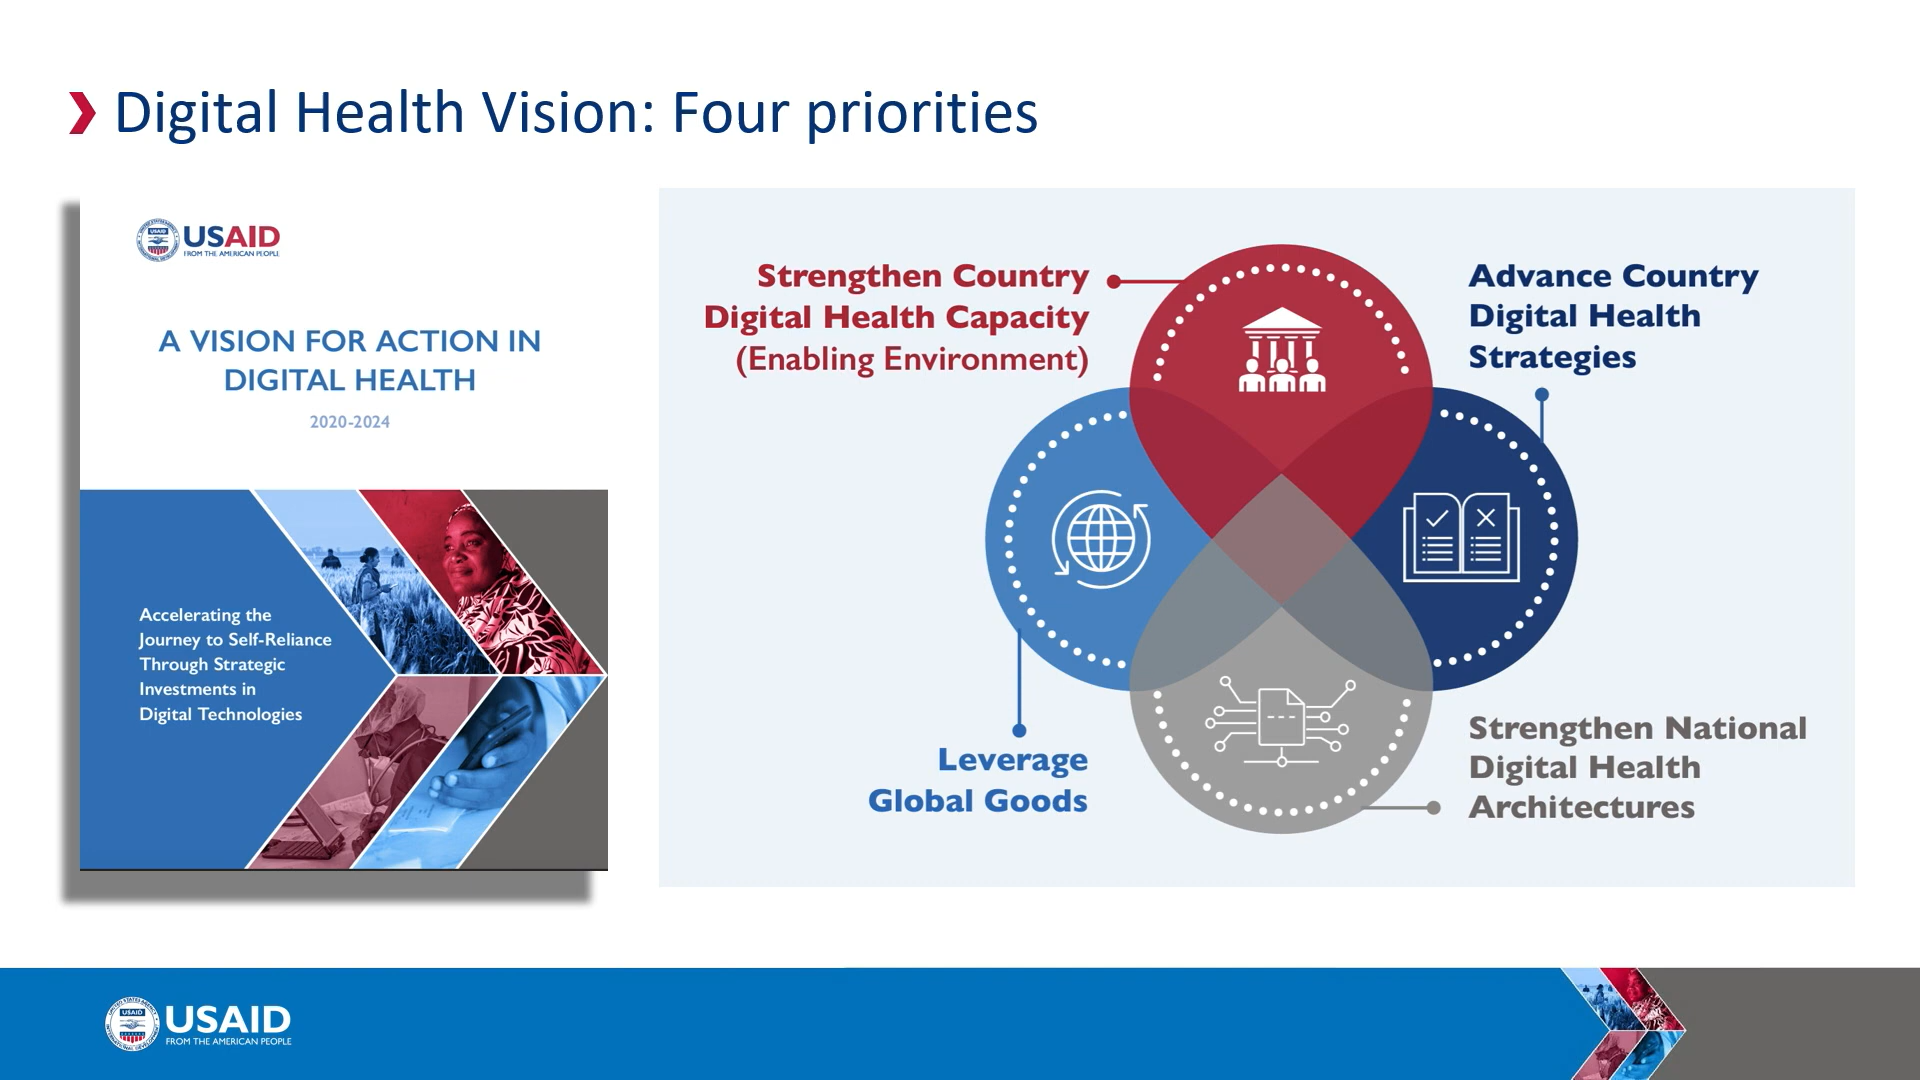 Digital Health Vision: Four priorities
USAID
USAID
FROM THE AMERICAN PEOPLE
A VISION FOR ACTION IN
DIGITAL HEALTH
2020-2024
Accelerating the
Journey to Self-Reliance
Through Strategic
Investments in
Digital Technologies
Strengthen Country
Digital Health Capacity
(Enabling Environment)
Advance Country
Digital Health
Strategies
Leverage
Global Goods
Strengthen National
Digital Health
Architectures
USAID
USAID
FROM THE AMERICAN PEOPLE